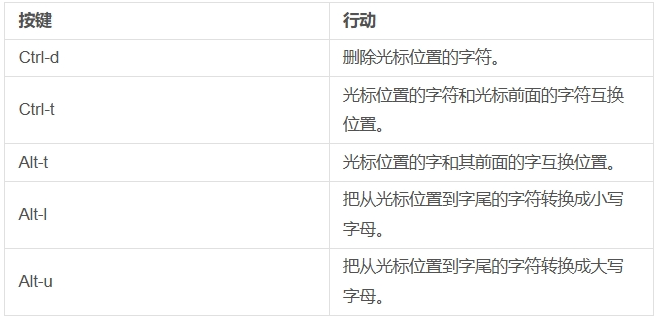 按键 行动
Ctrl-d 删除光标位置的字符。
Ctrl-t 光标位置的字符和光标前面的字符互换
位置。
Alt-t 光标位置的字和其前面的字互换位置。
Alt-l 把从光标位置到字尾的字符转换成小写
字母。
Alt-u 把从光标位置到字尾的字符转换成大写
字母。